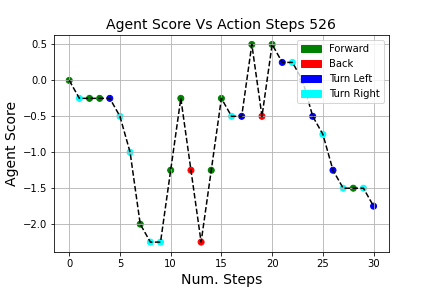 Agent Score Vs Action Steps 526
Agent Score
0.5
0.0
−0.5
−1.0
−1.5
−2.0
Forward
Back
Turn Left
Turn Right
0 5 10 15 20 25 30
Num. Steps